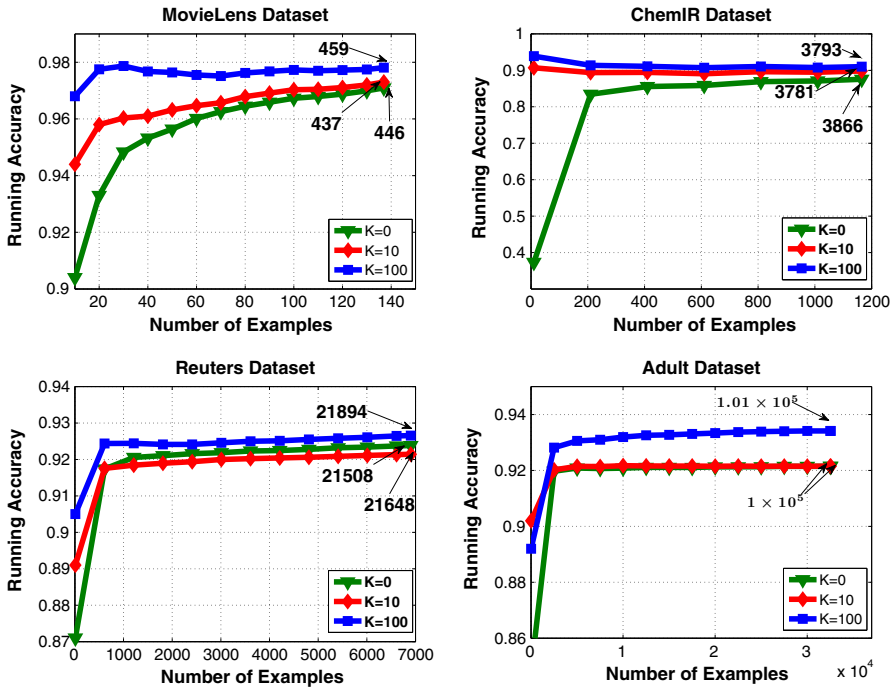 MovieLens Dataset
Running Accuracy
0.98
0.96
0.94
0.92
0.9
459
437
446
K=0
K=10
K=100
20 40 60 80 100 120 140
Number of Examples
ChemIR Dataset
Running Accuracy
1
0.9
0.8
0.7
0.6
0.5
0.4
3793
3781
3866
K=0
K=10
K=100
0 200 400 600 800 1000 1200
Number of Examples
Reuters Dataset
Running Accuracy
0.94
0.93
0.92
0.91
0.9
0.89
0.88
0.87
21894
21508
21648
K=0
K=10
K=100
0 1000 2000 3000 4000 5000 6000 7000
Number of Examples
Adult Dataset
Running Accuracy
0.94
0.92
0.9
0.88
0.86
1.01 × 10⁵
1 × 10⁵
K=0
K=10
K=100
0 1 2 3
x 10⁴
Number of Examples